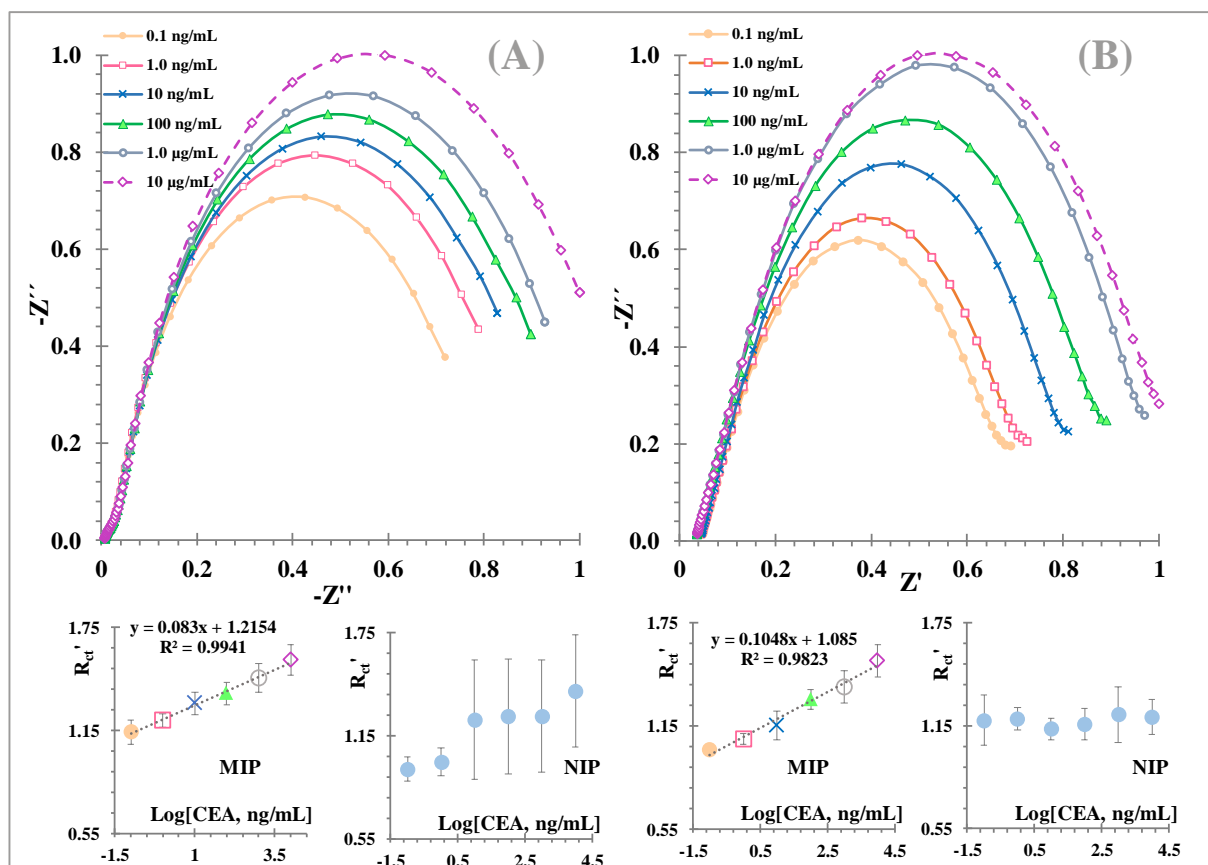 0.1 ng/mL
1.0 ng/mL
10 ng/mL
100 ng/mL
1.0 µg/mL
10 µg/mL
(A)
-Z´´
1.0
0.8
0.6
0.4
0.2
0.0
0 0.2 0.4 0.6 0.8 1
-Z''
0.1 ng/mL
1.0 ng/mL
10 ng/mL
100 ng/mL
1.0 µg/mL
10 µg/mL
(B)
-Z´´
1.0
0.8
0.6
0.4
0.2
0.0
0 0.2 0.4 0.6 0.8 1
Z'
y = 0.083x + 1.2154
R² = 0.9941
Rct'
1.75
1.15
0.55
MIP
Log[CEA, ng/mL]
-1.5 1 3.5
Rct'
1.75
1.15
0.55
NIP
Log[CEA, ng/mL]
-1.5 0.5 2.5 4.5
y = 0.1048x + 1.085
R² = 0.9823
Rct'
1.75
1.15
0.55
MIP
Log[CEA, ng/mL]
-1.5 0.5 2.5 4.5
Rct'
1.75
1.15
0.55
NIP
Log[CEA, ng/mL]
-1.5 0.5 2.5 4.5